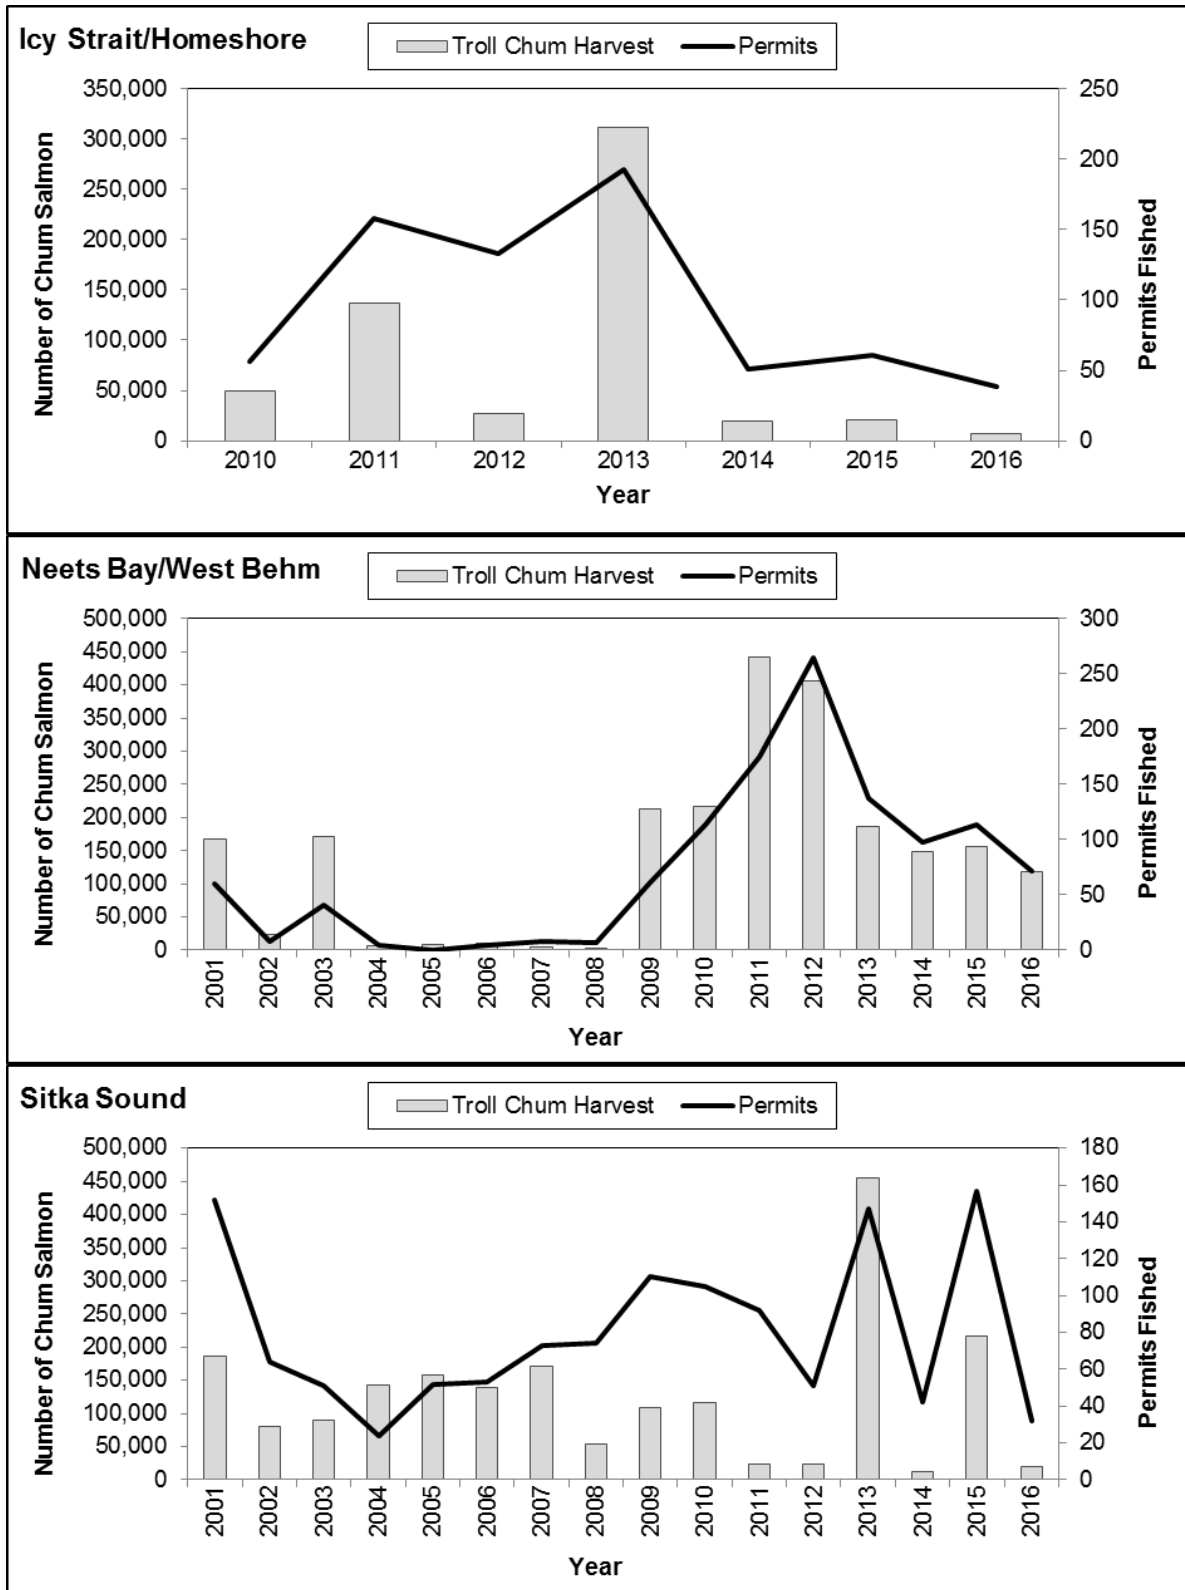 Icy Strait/Homeshore
Troll Chum Harvest Permits
Number of Chum Salmon
350,000
300,000
250,000
200,000
150,000
100,000
50,000
0
250
200
150
100
50
0
Permits Fished
2010 2011 2012 2013 2014 2015 2016
Year
Neets Bay/West Behm
Troll Chum Harvest Permits
Number of Chum Salmon
500,000
450,000
400,000
350,000
300,000
250,000
200,000
150,000
100,000
50,000
0
300
250
200
150
100
50
0
Permits Fished
2001 2002 2003 2004 2005 2006 2007 2008 2009 2010 2011 2012 2013 2014 2015 2016
Year
Sitka Sound
Troll Chum Harvest Permits
Number of Chum Salmon
500,000
450,000
400,000
350,000
300,000
250,000
200,000
150,000
100,000
50,000
0
180
160
140
120
100
80
60
40
20
0
Permits Fished
2001 2002 2003 2004 2005 2006 2007 2008 2009 2010 2011 2012 2013 2014 2015 2016
Year